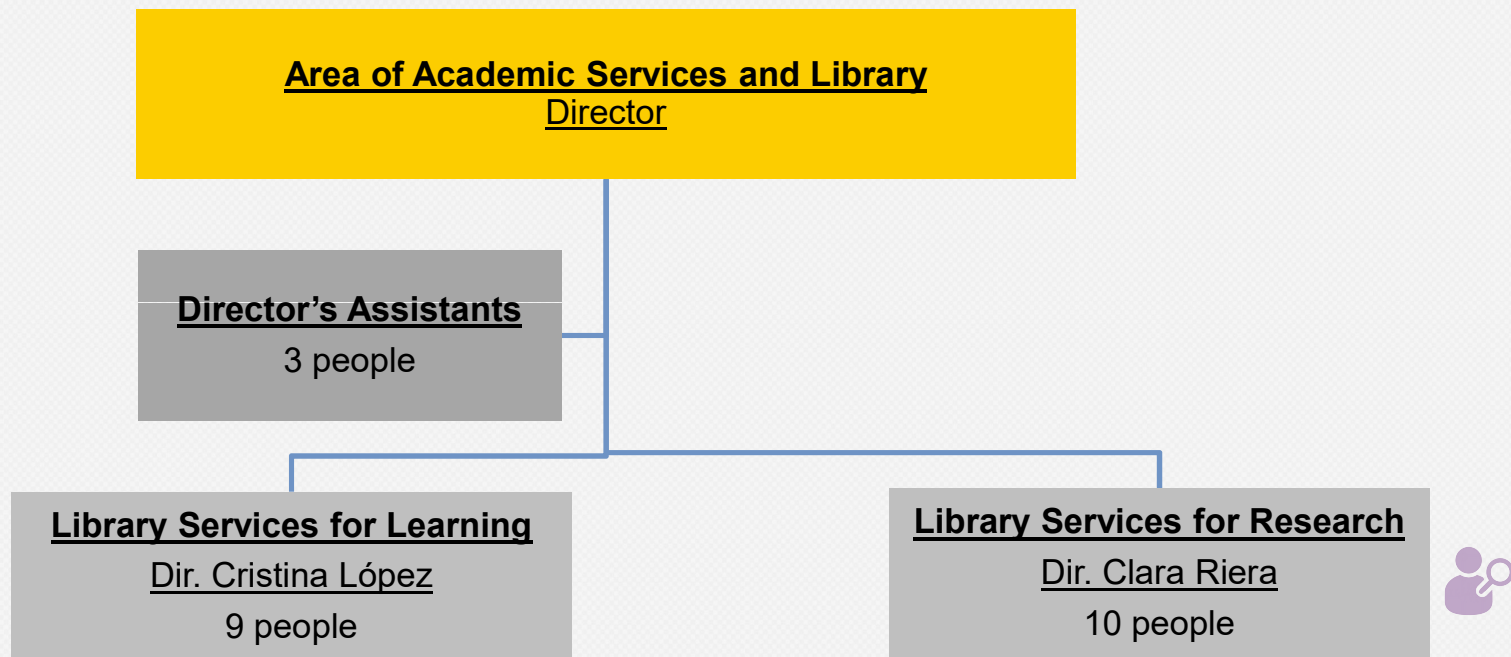 Area of Academic Services and Library
Director
Director’s Assistants
3 people
Library Services for Learning
Dir. Cristina López
9 people
Library Services for Research
Dir. Clara Riera
10 people